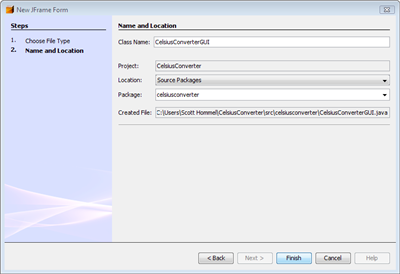 New JFrame Form
Steps
1. Choose File Type
2. Name and Location
Name and Location
Class Name: CelsiusConverterGUI
Project: CelsiusConverter
Location: Source Packages
Package: celsiusconverter
Created File: C:\Users\Scott Hommel\CelsiusConverter\src\celsiusconverter\CelsiusConverterGUI.java
< Back Next > Finish Cancel Help